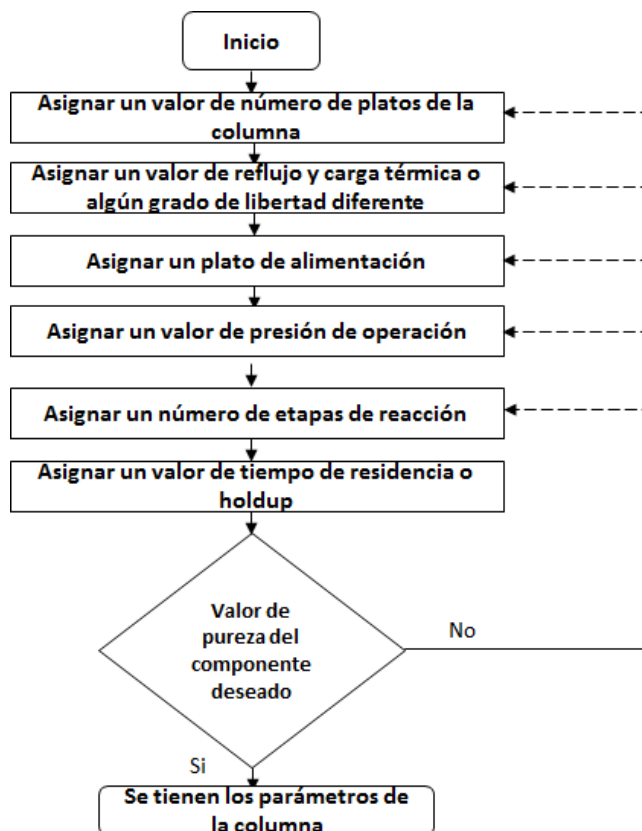 Inicio
Asignar un valor de número de platos de la
columna
Asignar un valor de reflujo y carga térmica o
algún grado de libertad diferente
Asignar un plato de alimentación
Asignar un valor de presión de operación
Asignar un número de etapas de reacción
Asignar un valor de tiempo de residencia o
holdup
Valor de
pureza del
componente
deseado
No
Si
Se tienen los parámetros de
la columna